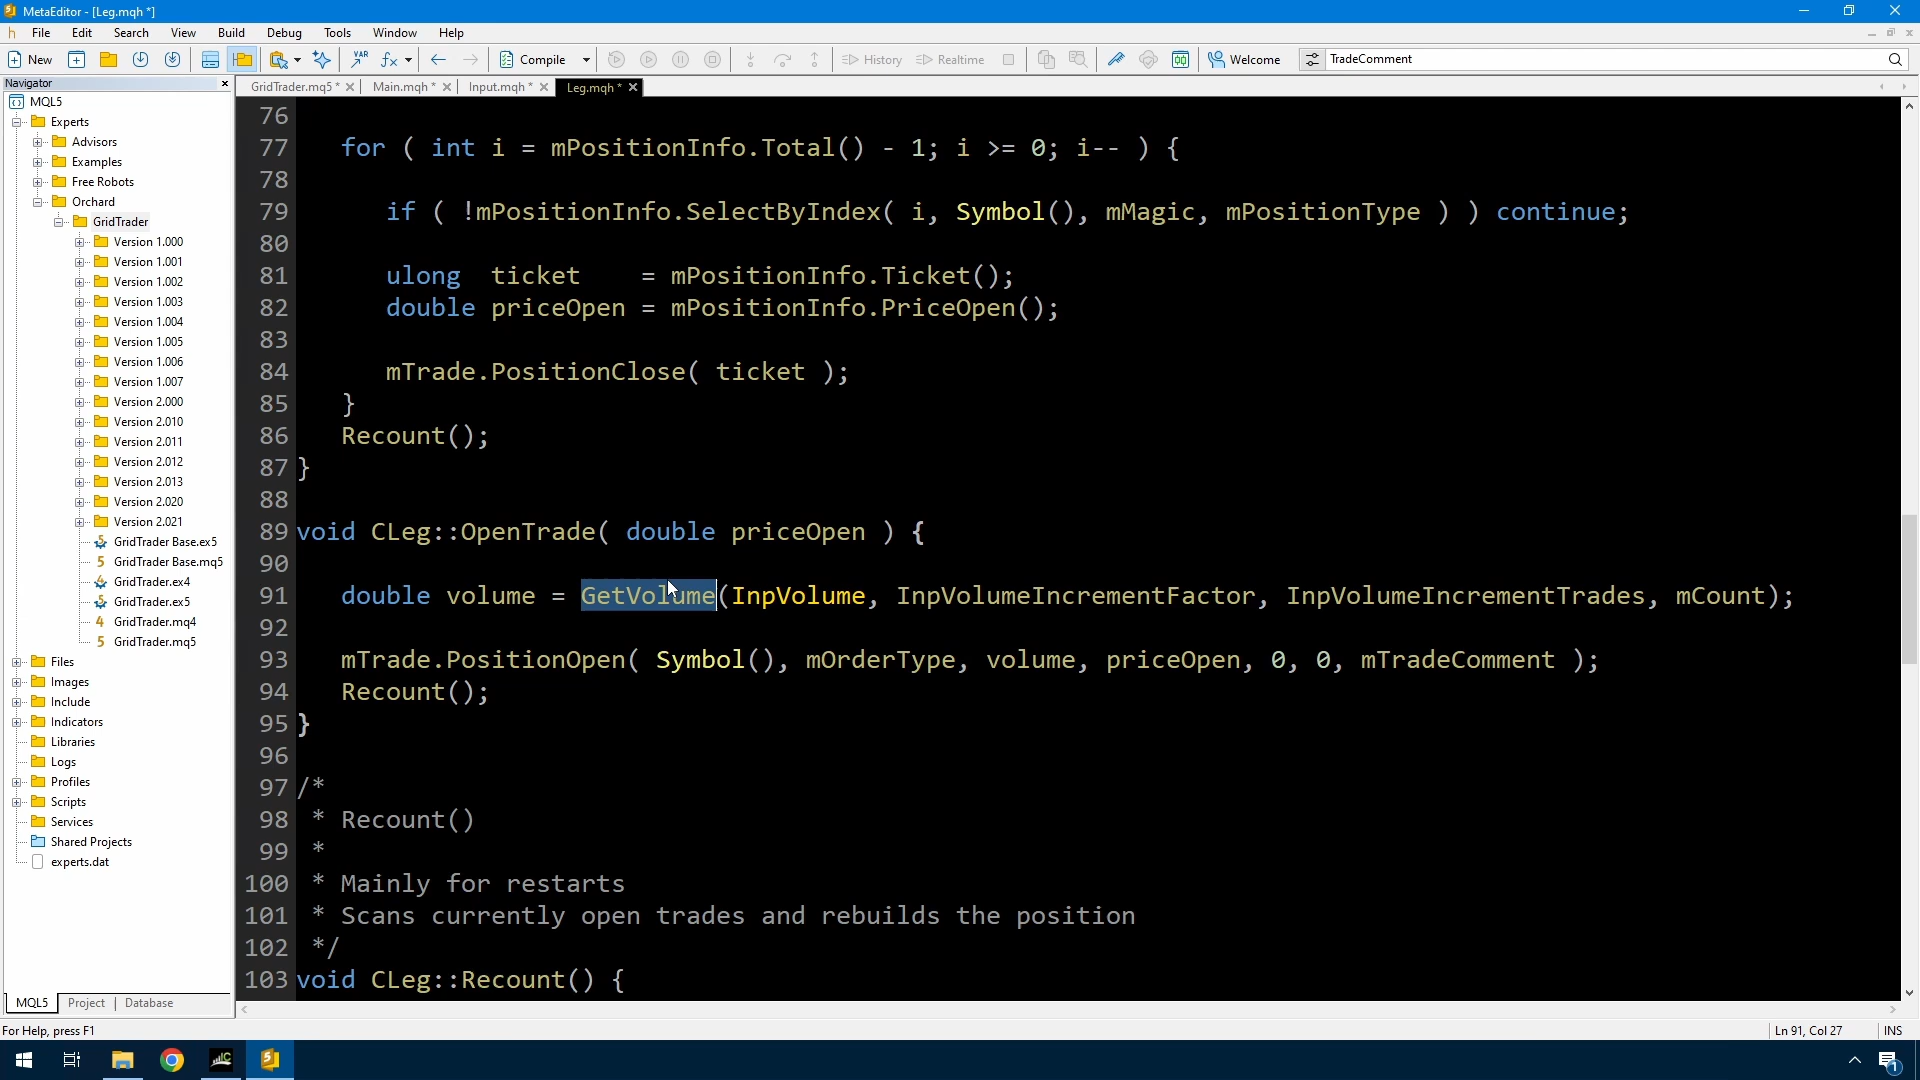 MetaEditor - [Leg.mqh *]
File Edit Search View Build Debug Tools Window Help
New Compile History Realtime Welcome TradeComment
Navigator
GridTrader.mq5 * Main.mqh * Input.mqh * Leg.mqh *
MQL5
Experts
Advisors
Examples
Free Robots
Orchard
GridTrader
Version 1.000
Version 1.001
Version 1.002
Version 1.003
Version 1.004
Version 1.005
Version 1.006
Version 1.007
Version 2.000
Version 2.010
Version 2.011
Version 2.012
Version 2.013
Version 2.020
Version 2.021
GridTrader Base.ex5
GridTrader Base.mq5
GridTrader.ex4
GridTrader.ex5
GridTrader.mq4
GridTrader.mq5
Files
Images
Include
Indicators
Libraries
Logs
Profiles
Scripts
Services
Shared Projects
experts.dat
MQL5 Project Database
76
77 for ( int i = mPositionInfo.Total() - 1; i >= 0; i-- ) {
78
79 if ( !mPositionInfo.SelectByIndex( i, Symbol(), mMagic, mPositionType ) ) continue;
80
81 ulong ticket = mPositionInfo.Ticket();
82 double priceOpen = mPositionInfo.PriceOpen();
83
84 mTrade.PositionClose( ticket );
85 }
86 Recount();
87 }
88
89 void CLeg::OpenTrade( double priceOpen ) {
90
91 double volume = GetVolume(InpVolume, InpVolumeIncrementFactor, InpVolumeIncrementTrades, mCount);
92
93 mTrade.PositionOpen( Symbol(), mOrderType, volume, priceOpen, 0, 0, mTradeComment );
94 Recount();
95 }
96
97 /*
98 * Recount()
99 *
100 * Mainly for restarts
101 * Scans currently open trades and rebuilds the position
102 */
103 void CLeg::Recount() {
For Help, press F1
Ln 91, Col 27 INS
1